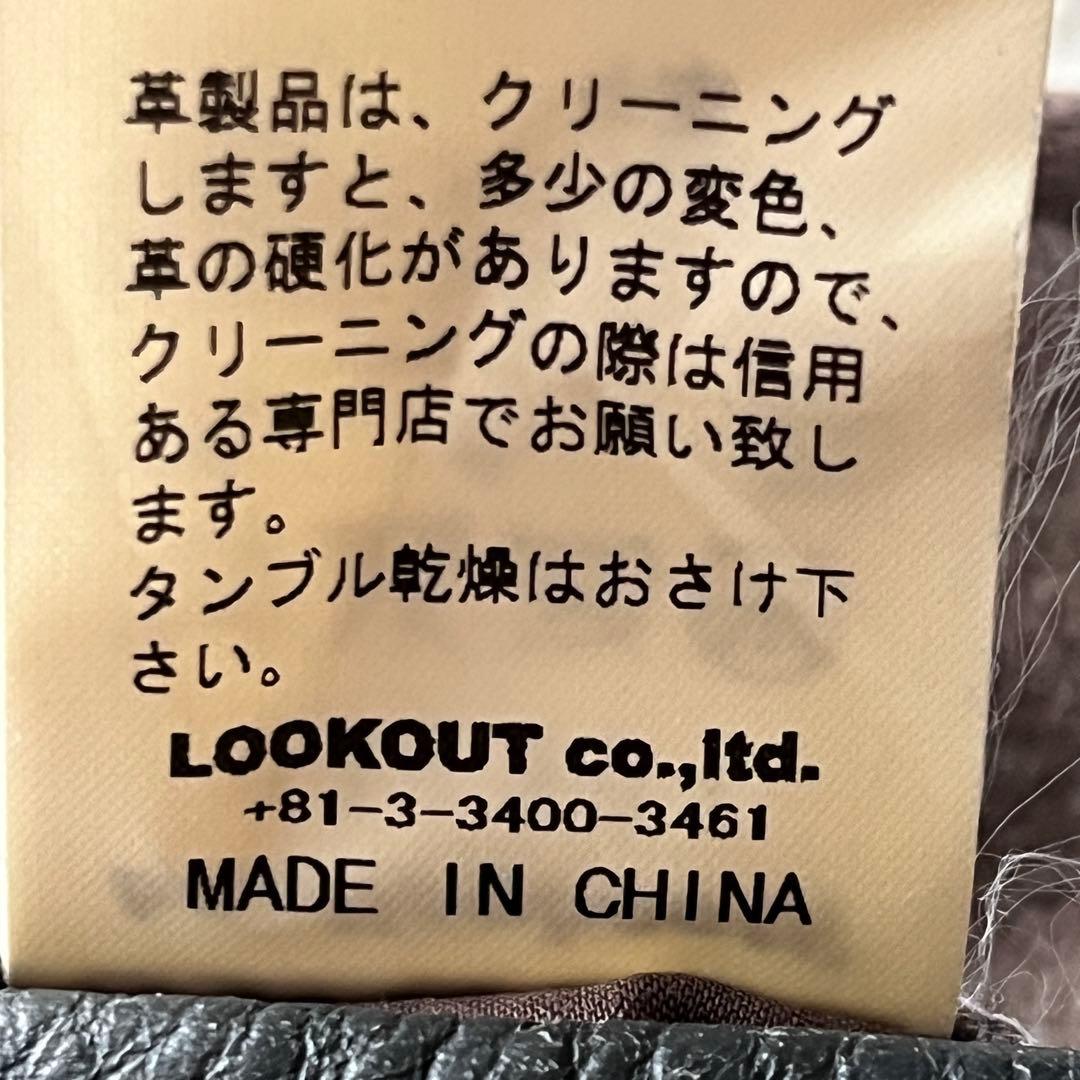 革製品は、クリーニング
しますと、多少の変色、
革の硬化がありますので、
クリーニングの際は信用
ある専門店でお願い致し
ます。
タンブル乾燥はおさけ下
さい。
LOOKOUT co.,ltd.
+81-3-3400-3461
MADE IN CHINA